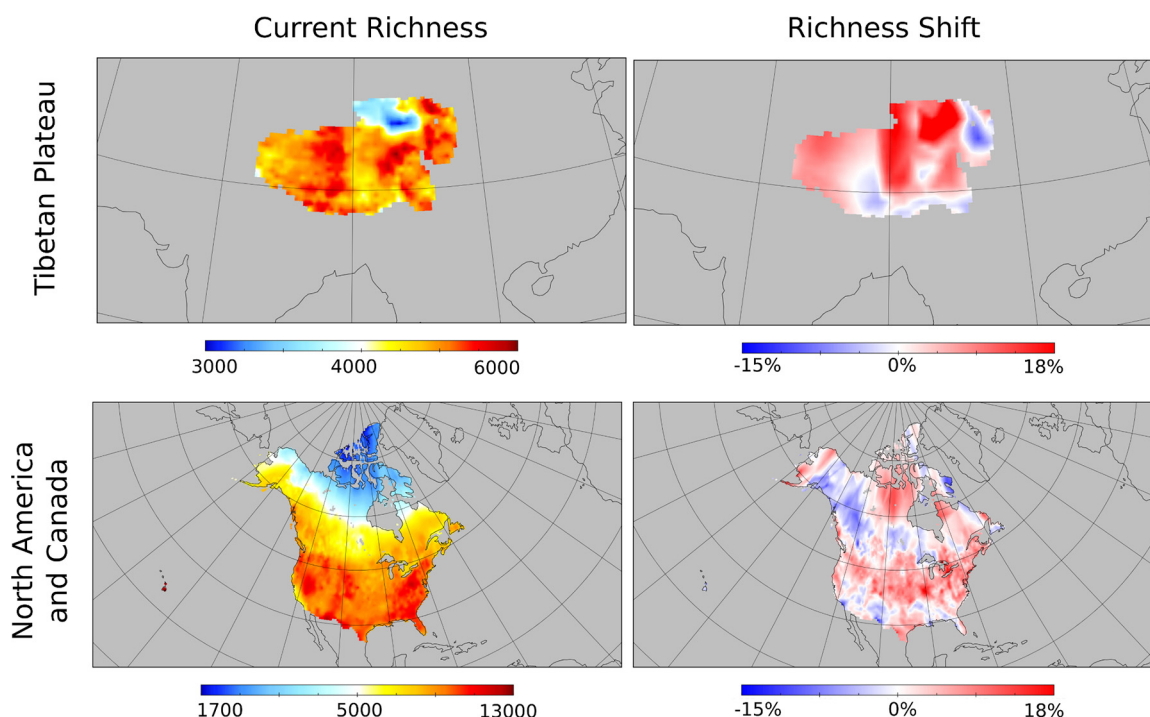 Current Richness
Richness Shift
Tibetan Plateau
3000 4000 6000
-15% 0% 18%
North America
and Canada
1700 5000 13000
-15% 0% 18%